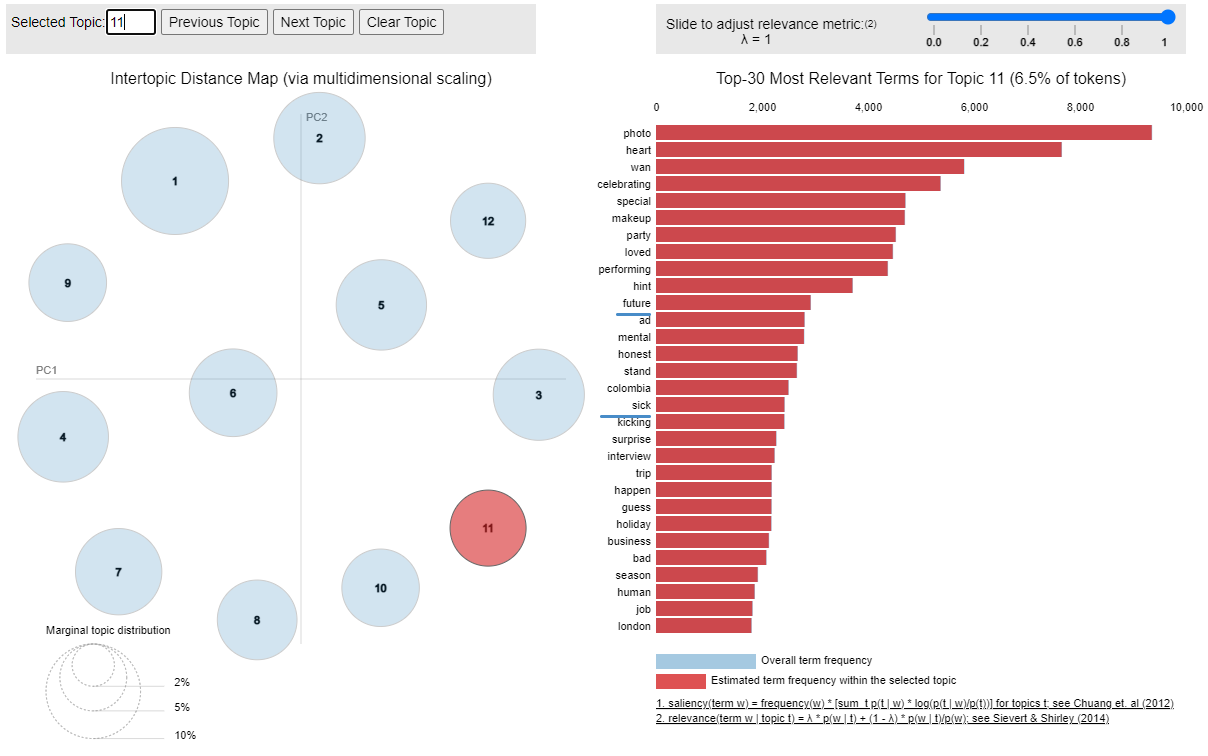 Selected Topic: 11 Previous Topic Next Topic Clear Topic
Slide to adjust relevance metric:(2)
λ = 1
0.0 0.2 0.4 0.6 0.8 1
Intertopic Distance Map (via multidimensional scaling)
PC2
PC1
1
2
12
9
5
6
3
4
11
7
10
8
Marginal topic distribution
2%
5%
10%
Top-30 Most Relevant Terms for Topic 11 (6.5% of tokens)
0 2,000 4,000 6,000 8,000 10,000
photo
heart
wan
celebrating
special
makeup
party
loved
performing
hint
future
ad
mental
honest
stand
colombia
sick
kicking
surprise
interview
trip
happen
guess
holiday
business
bad
season
human
job
london
Overall term frequency
Estimated term frequency within the selected topic
1. saliency(term w) = frequency(w) * [sum_t p(t | w) * log(p(t | w)/p(t))] for topics t; see Chuang et. al (2012)
2. relevance(term w | topic t) = λ * p(w | t) + (1 - λ) * p(w | t)/p(w); see Sievert & Shirley (2014)